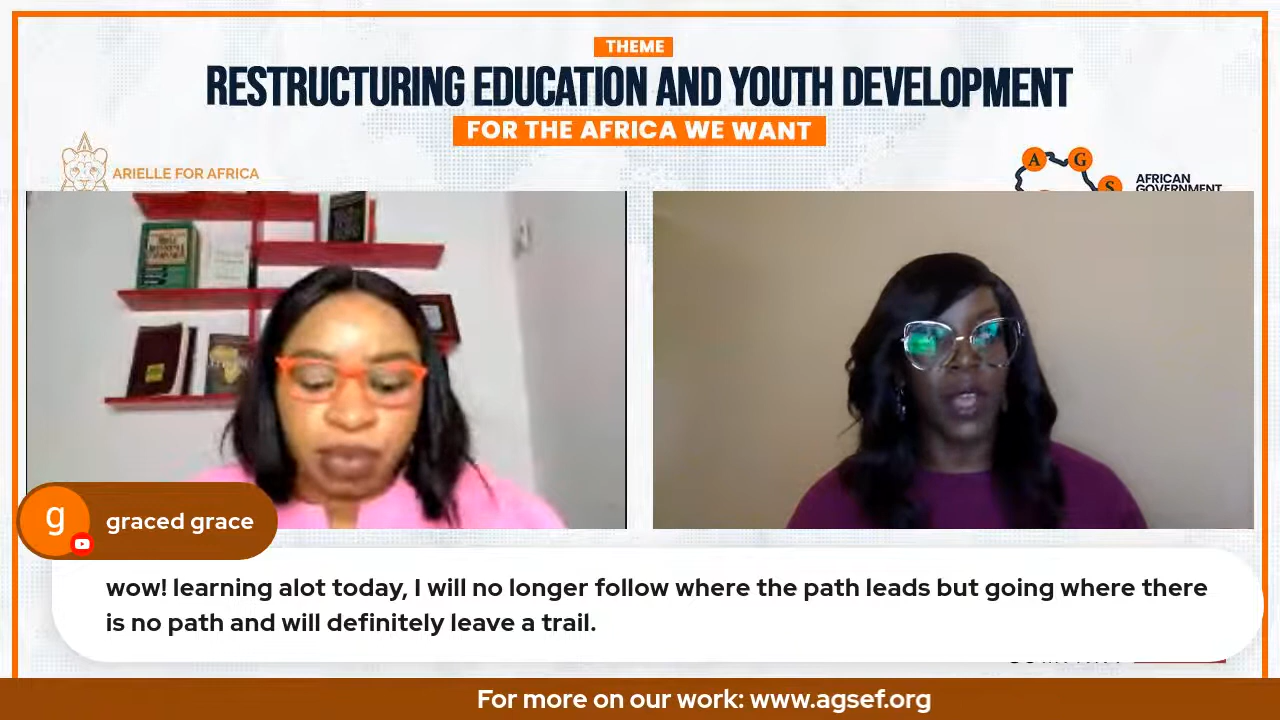 THEME
RESTRUCTURING EDUCATION AND YOUTH DEVELOPMENT
FOR THE AFRICA WE WANT
ARIELLE FOR AFRICA
A G S
AFRICAN
GOVERNMENT
g
graced grace
wow! learning alot today, I will no longer follow where the path leads but going where there
is no path and will definitely leave a trail.
For more on our work: www.agsef.org